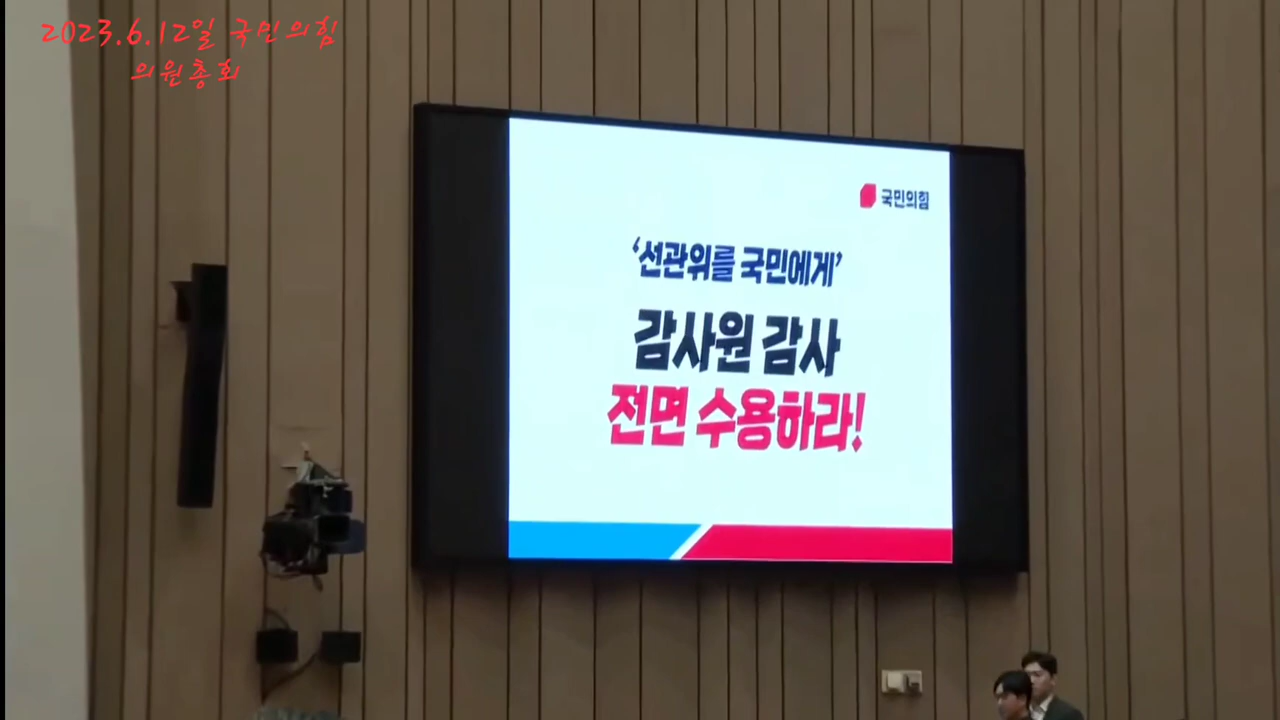 2023.6.12일 국민의힘
의원총회
국민의힘
‘선관위를 국민에게’
감사원 감사
전면 수용하라!